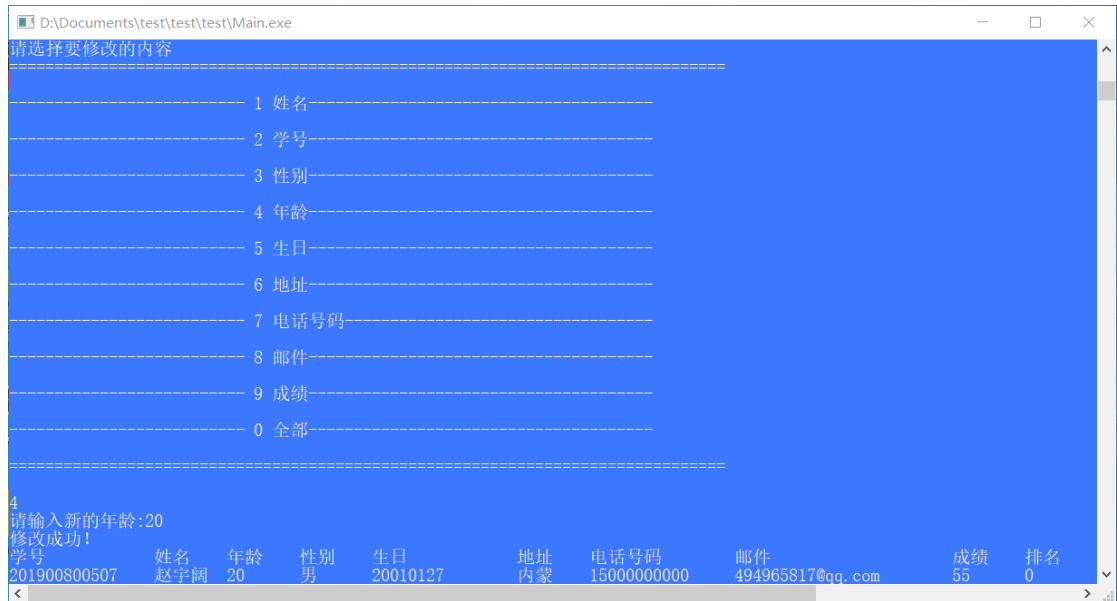 D:\Documents\test\test\test\Main.exe
请选择要修改的内容
===============================================================================
-------------------------- 1 姓名--------------------------------------
-------------------------- 2 学号--------------------------------------
-------------------------- 3 性别--------------------------------------
-------------------------- 4 年龄--------------------------------------
-------------------------- 5 生日--------------------------------------
-------------------------- 6 地址--------------------------------------
-------------------------- 7 电话号码----------------------------------
-------------------------- 8 邮件--------------------------------------
-------------------------- 9 成绩--------------------------------------
-------------------------- 0 全部--------------------------------------
===============================================================================
4
请输入新的年龄:20
修改成功!
学号 姓名 年龄 性别 生日 地址 电话号码 邮件 成绩 排名
201900800507 赵宇阔 20 男 20010127 内蒙 15000000000 494965817@qq.com 55 0